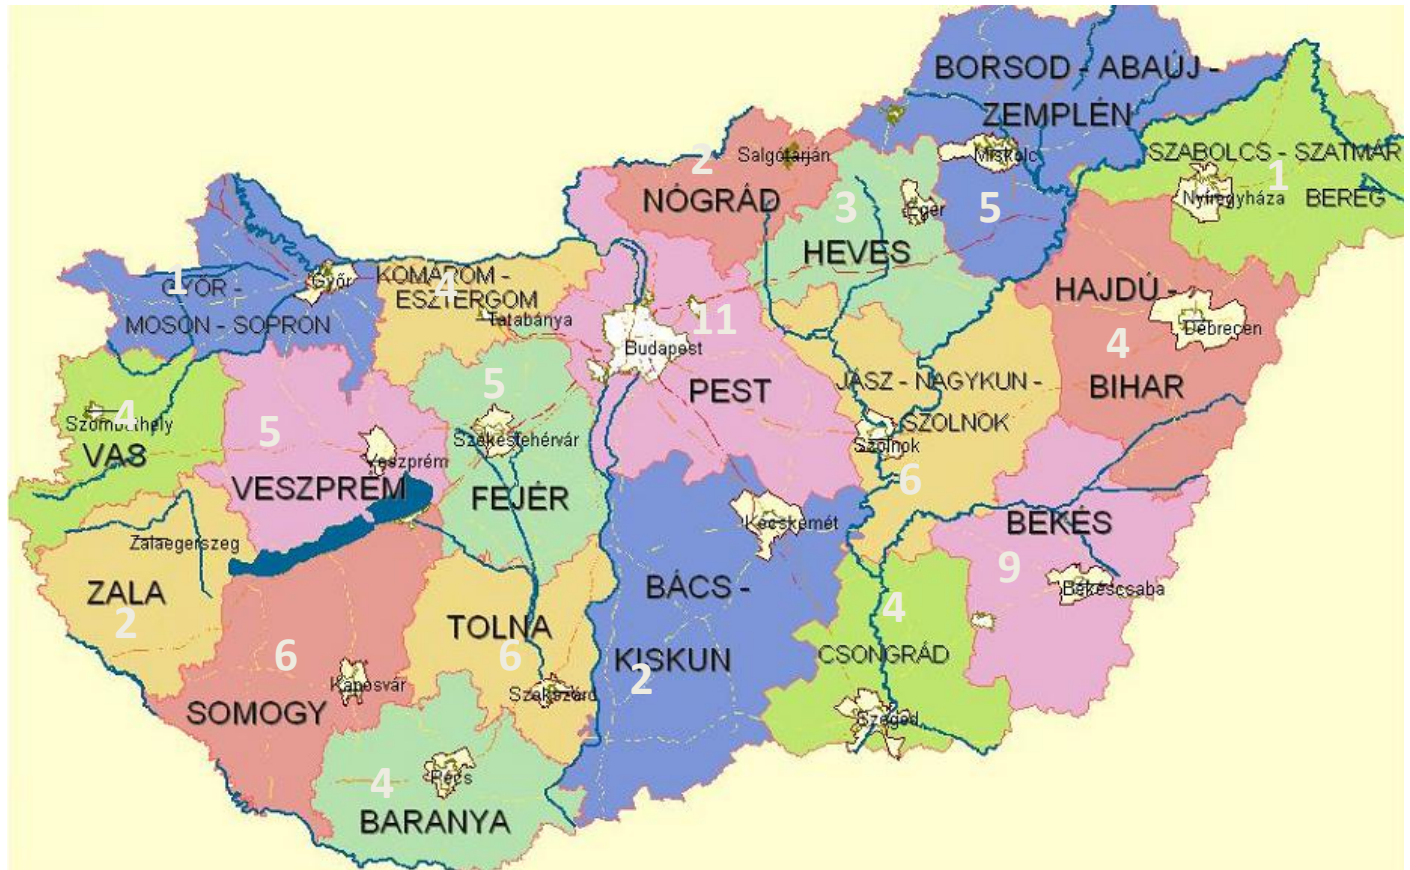 BORSOD - ABAÚJ -
ZEMPLÉN
2
Salgótarján
Miskolc
SZABOLCS - SZATMÁR
1
NÓGRÁD
3
Eger
5
Nyíregyháza
BEREG
HEVES
1
GYŐR -
Győr
KOMÁROM -
4
ESZTERGOM
HAJDÚ -
MOSON - SOPRON
Tatabánya
11
Debrecen
Budapest
4
5
JÁSZ - NAGYKUN -
PEST
BIHAR
4
Szombathely
5
Székesfehérvár
SZOLNOK
Szolnok
VAS
Veszprém
VESZPRÉM
FEJÉR
6
Kecskemét
BÉKÉS
Zalaegerszeg
9
ZALA
BÁCS -
Békéscsaba
2
TOLNA
4
6
6
KISKUN
2
CSONGRÁD
Kaposvár
Szekszárd
SOMOGY
Szeged
4
Pécs
BARANYA